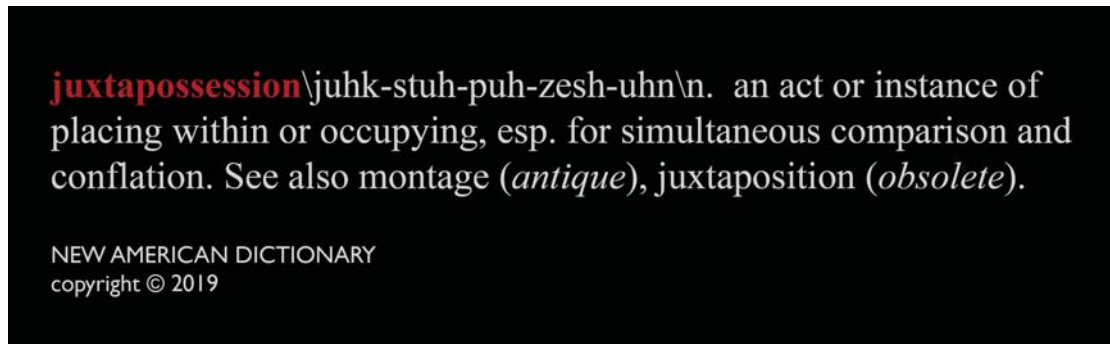 juxtapossession\juhk-stuh-puh-zesh-uhn\n.  an act or instance of
placing within or occupying, esp. for simultaneous comparison and
conflation. See also montage (antique), juxtaposition (obsolete).
NEW AMERICAN DICTIONARY
copyright © 2019